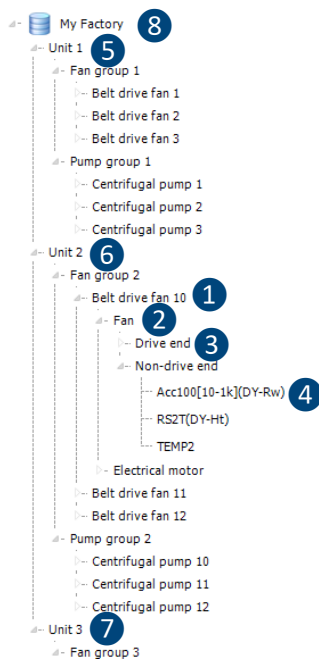 My Factory 8
Unit 1 5
Fan group 1
Belt drive fan 1
Belt drive fan 2
Belt drive fan 3
Pump group 1
Centrifugal pump 1
Centrifugal pump 2
Centrifugal pump 3
Unit 2 6
Fan group 2
Belt drive fan 10 1
Fan 2
Drive end 3
Non-drive end
Acc100[10-1k](DY-Rw) 4
RS2T(DY-Ht)
TEMP2
Electrical motor
Belt drive fan 11
Belt drive fan 12
Pump group 2
Centrifugal pump 10
Centrifugal pump 11
Centrifugal pump 12
Unit 3 7
Fan group 3